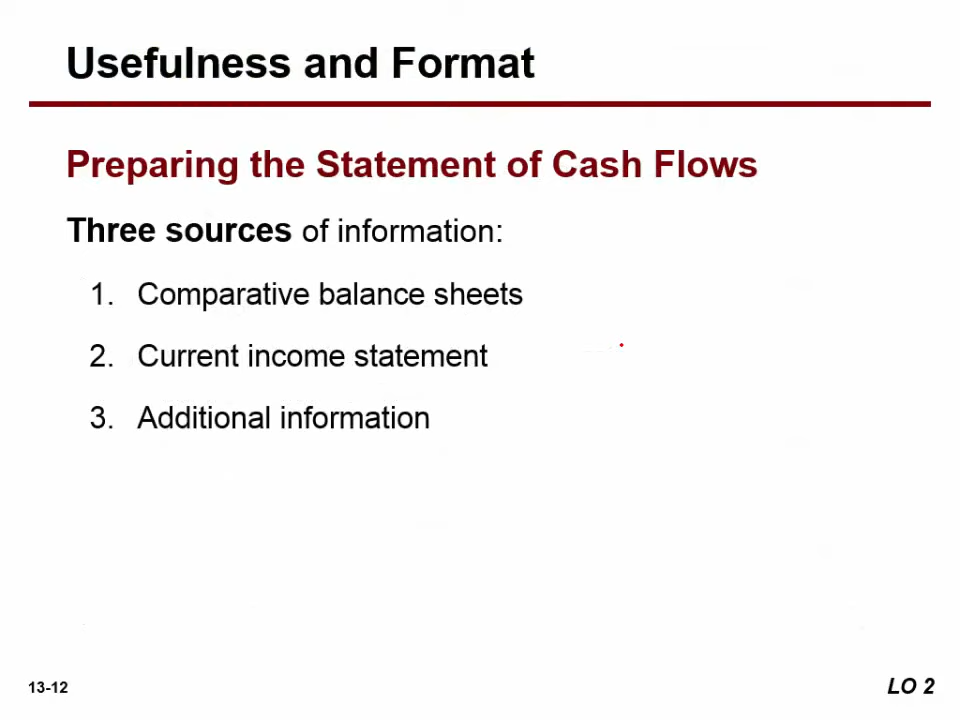 Usefulness and Format
Preparing the Statement of Cash Flows
Three sources of information:
1. Comparative balance sheets
2. Current income statement
3. Additional information
13-12
LO 2